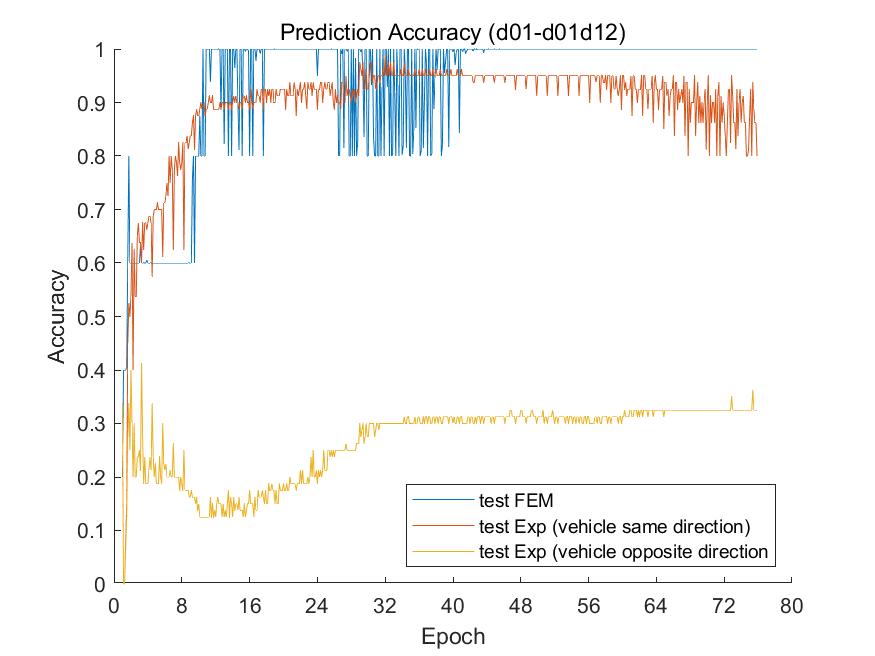 Prediction Accuracy (d01-d01d12)
1
0.9
0.8
0.7
0.6
0.5
0.4
0.3
0.2
0.1
0
Accuracy
test FEM
test Exp (vehicle same direction)
test Exp (vehicle opposite direction
0 8 16 24 32 40 48 56 64 72 80
Epoch